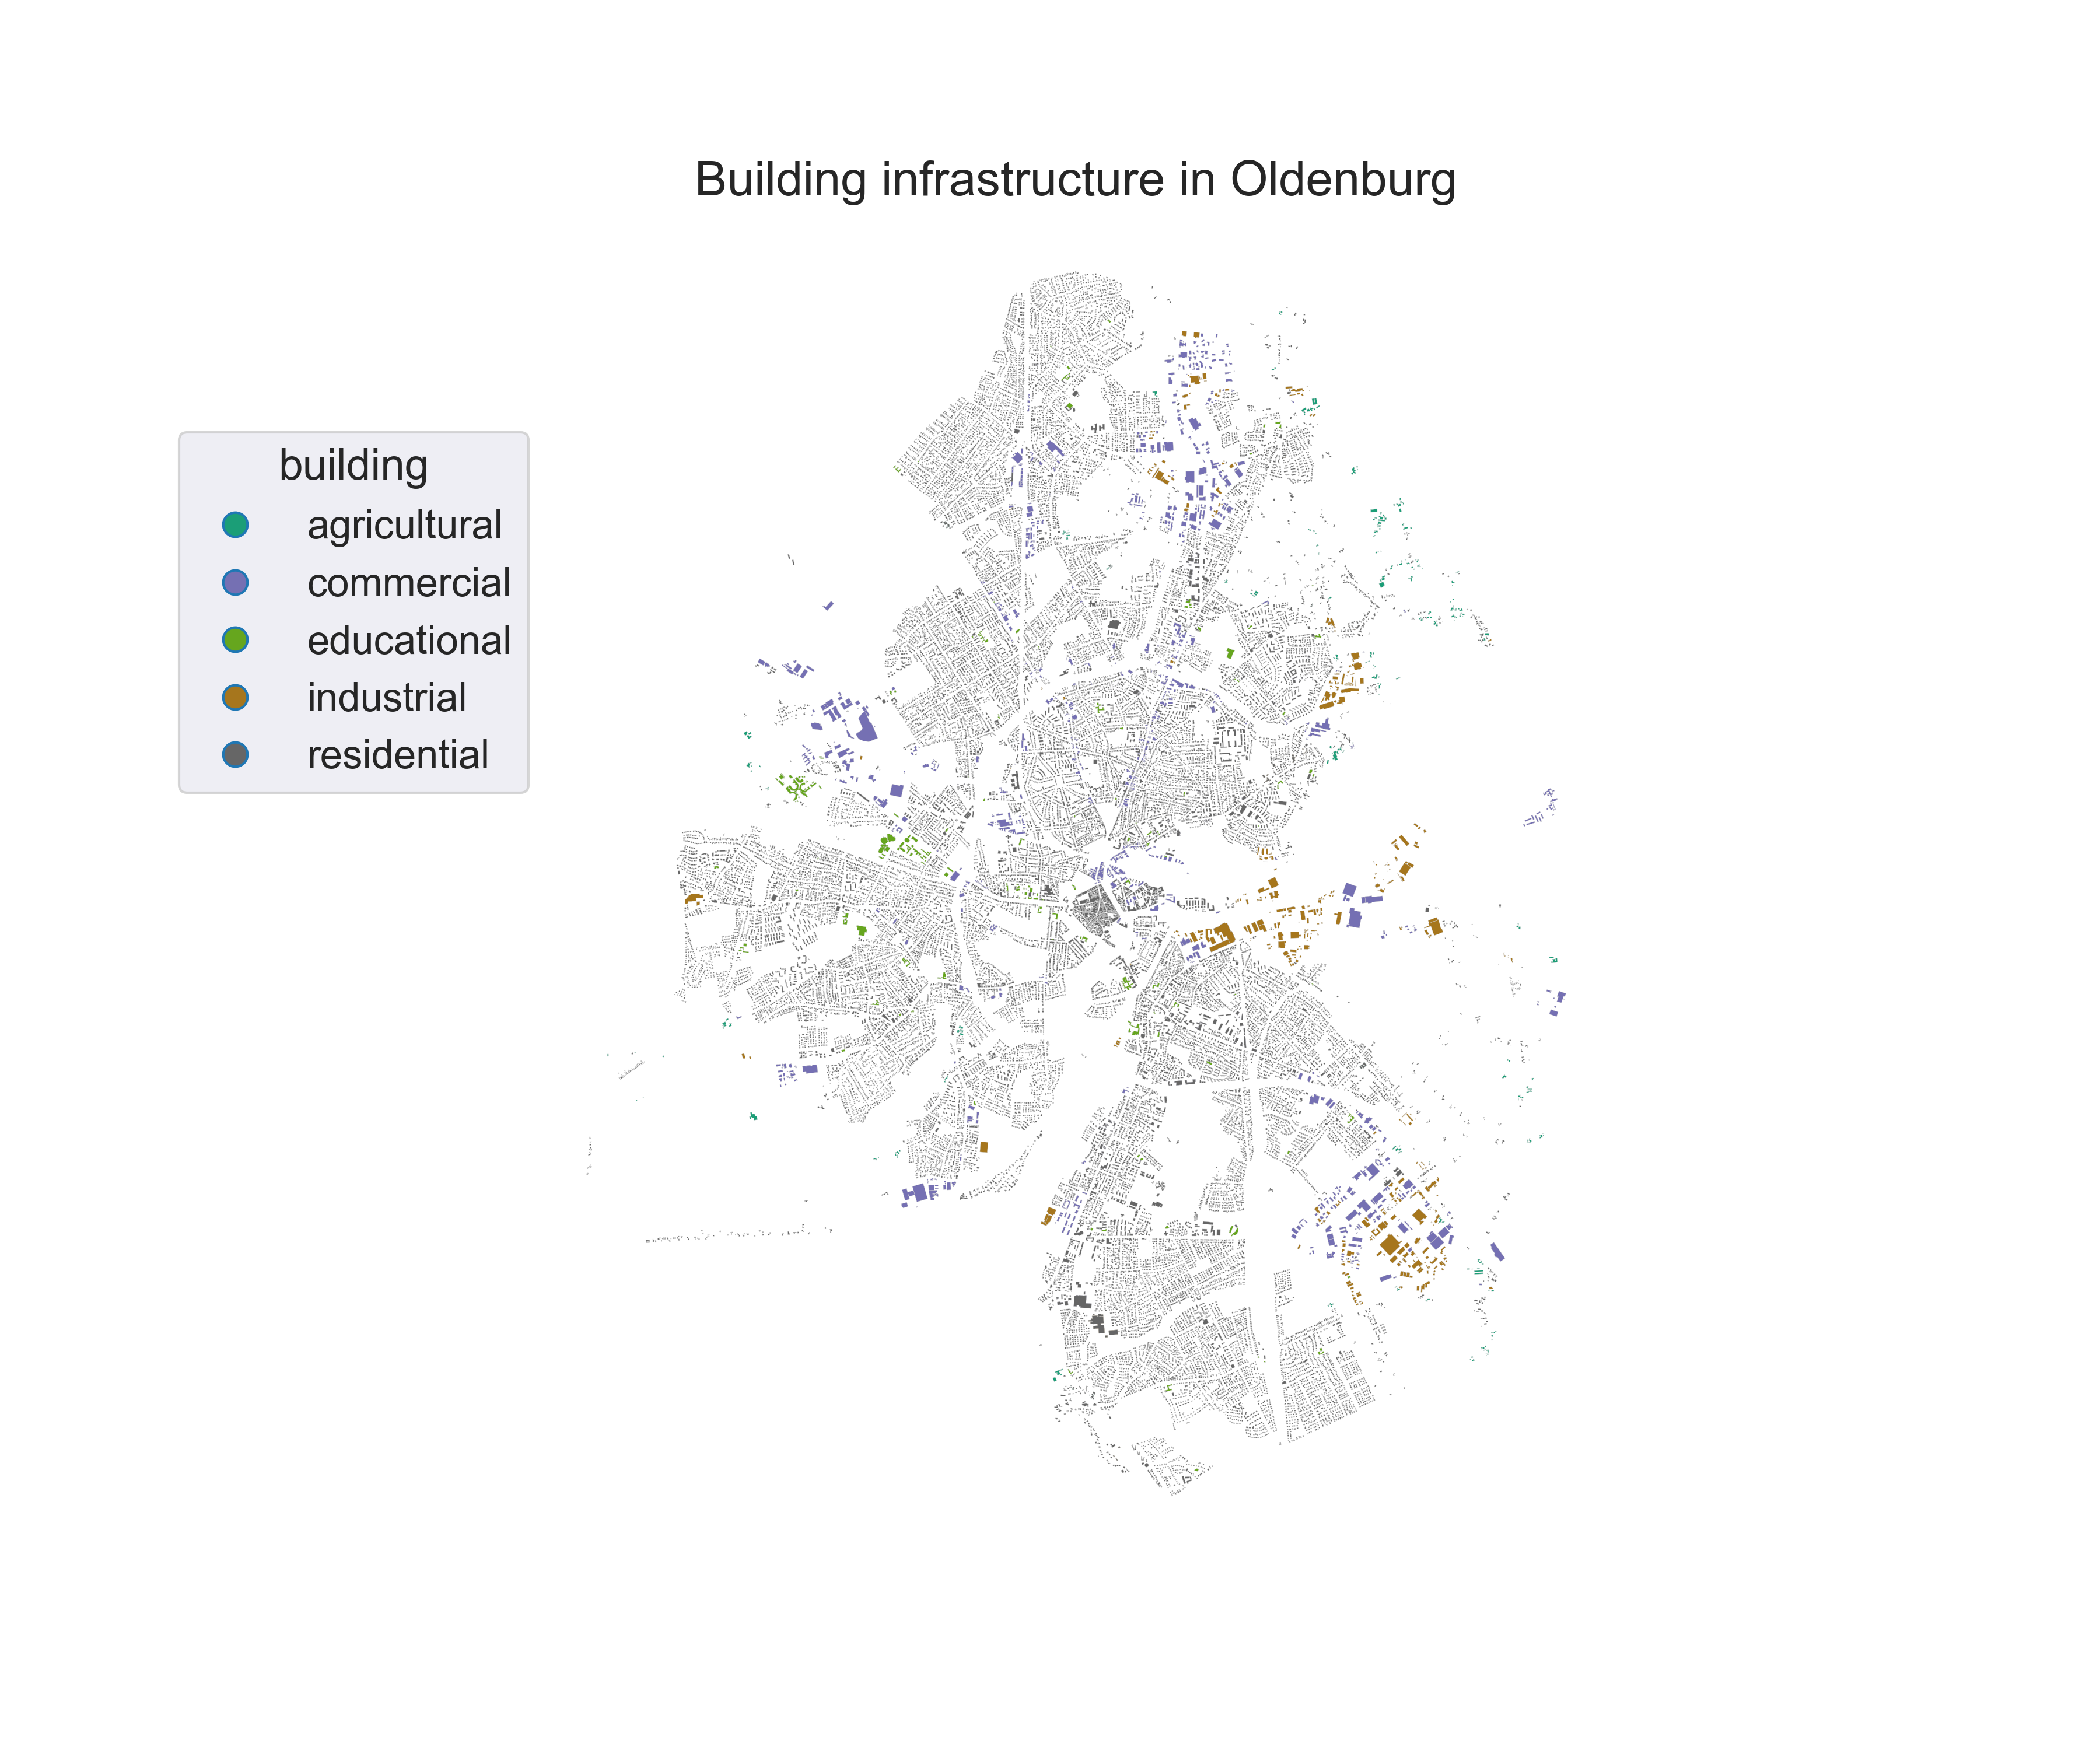 Building infrastructure in Oldenburg
building
agricultural
commercial
educational
industrial
residential